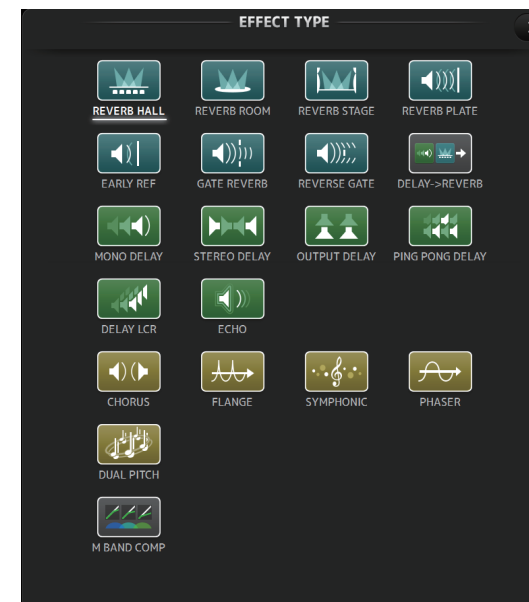 EFFECT TYPE
REVERB HALL REVERB ROOM REVERB STAGE REVERB PLATE
EARLY REF GATE REVERB REVERSE GATE DELAY->REVERB
MONO DELAY STEREO DELAY OUTPUT DELAY PING PONG DELAY
DELAY LCR ECHO
CHORUS FLANGE SYMPHONIC PHASER
DUAL PITCH
M BAND COMP